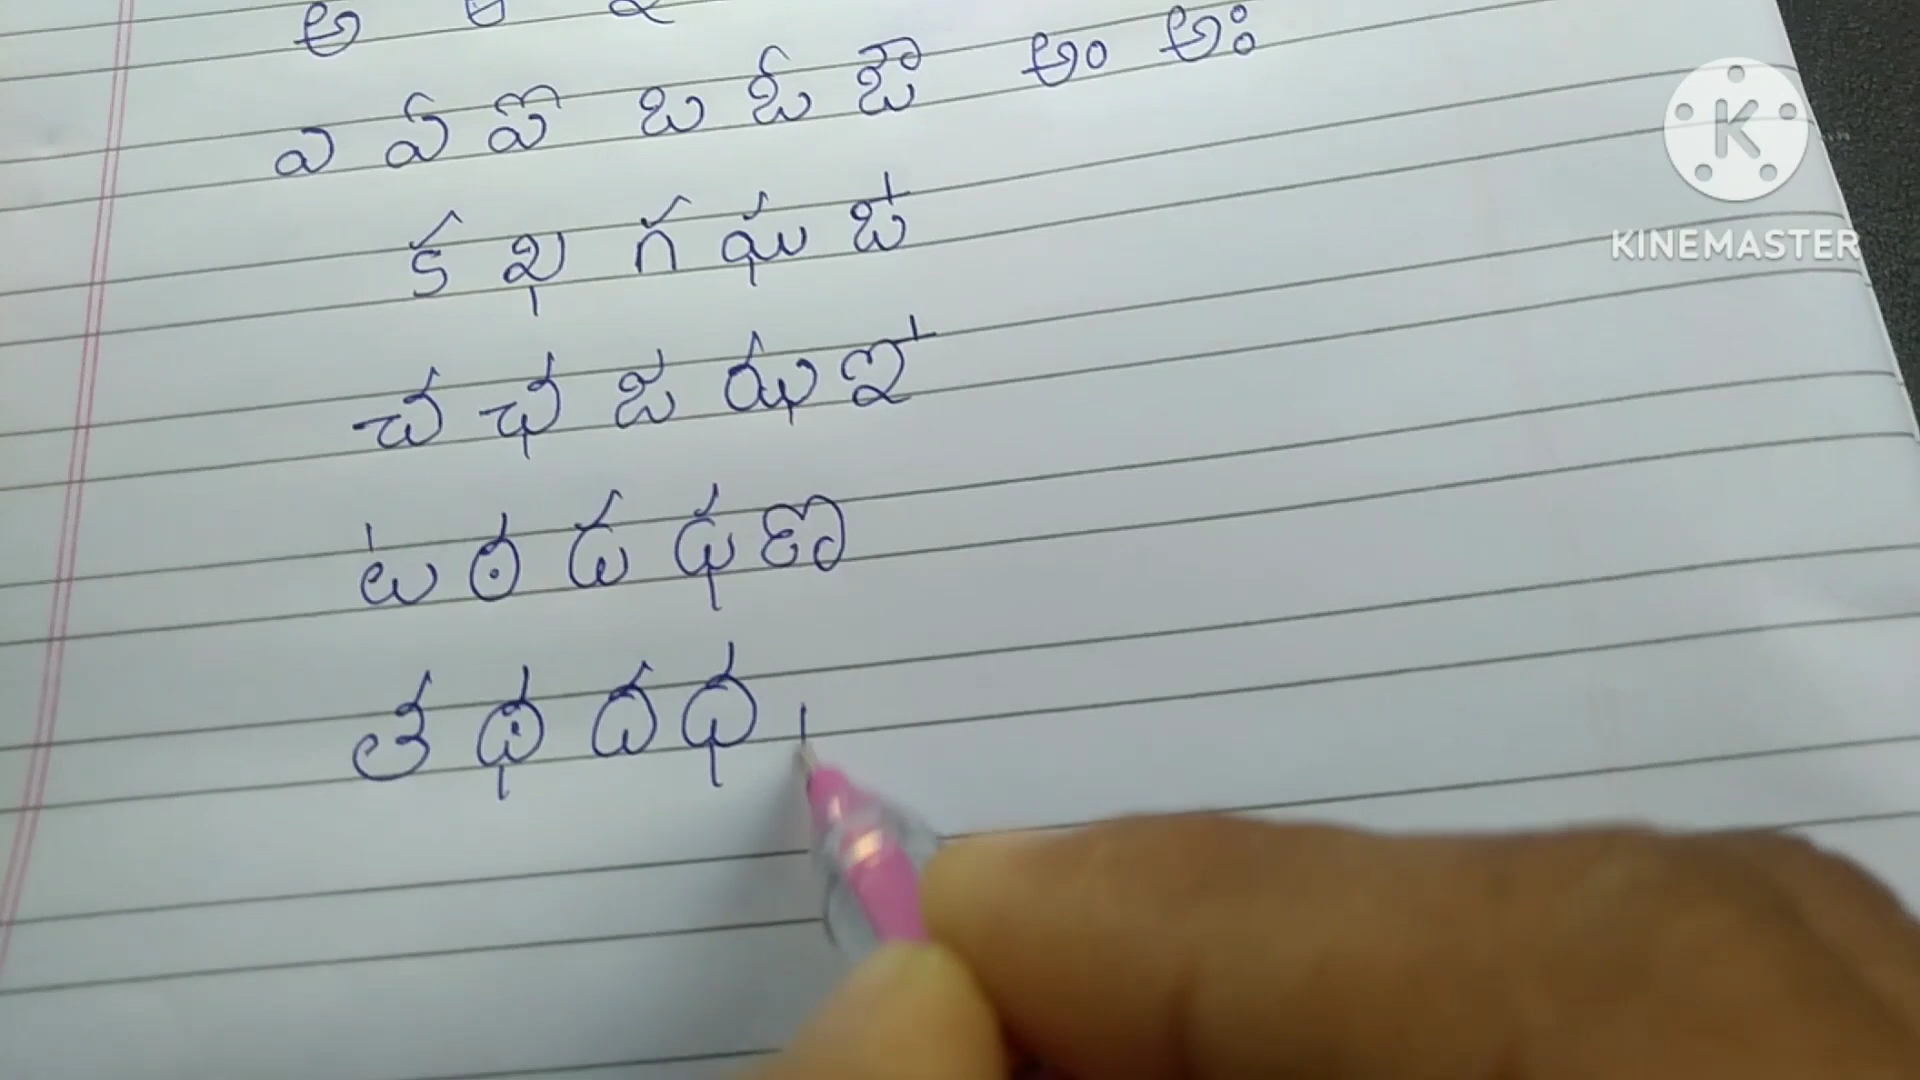 అ
ఎ ఏ ఐ ఒ ఓ ఔ అం అః
క ఖ గ ఘ ఙ
చ ఛ జ ఝ ఞ
ట ఠ డ ఢ ణ
త థ ద ధ
KINEMASTER